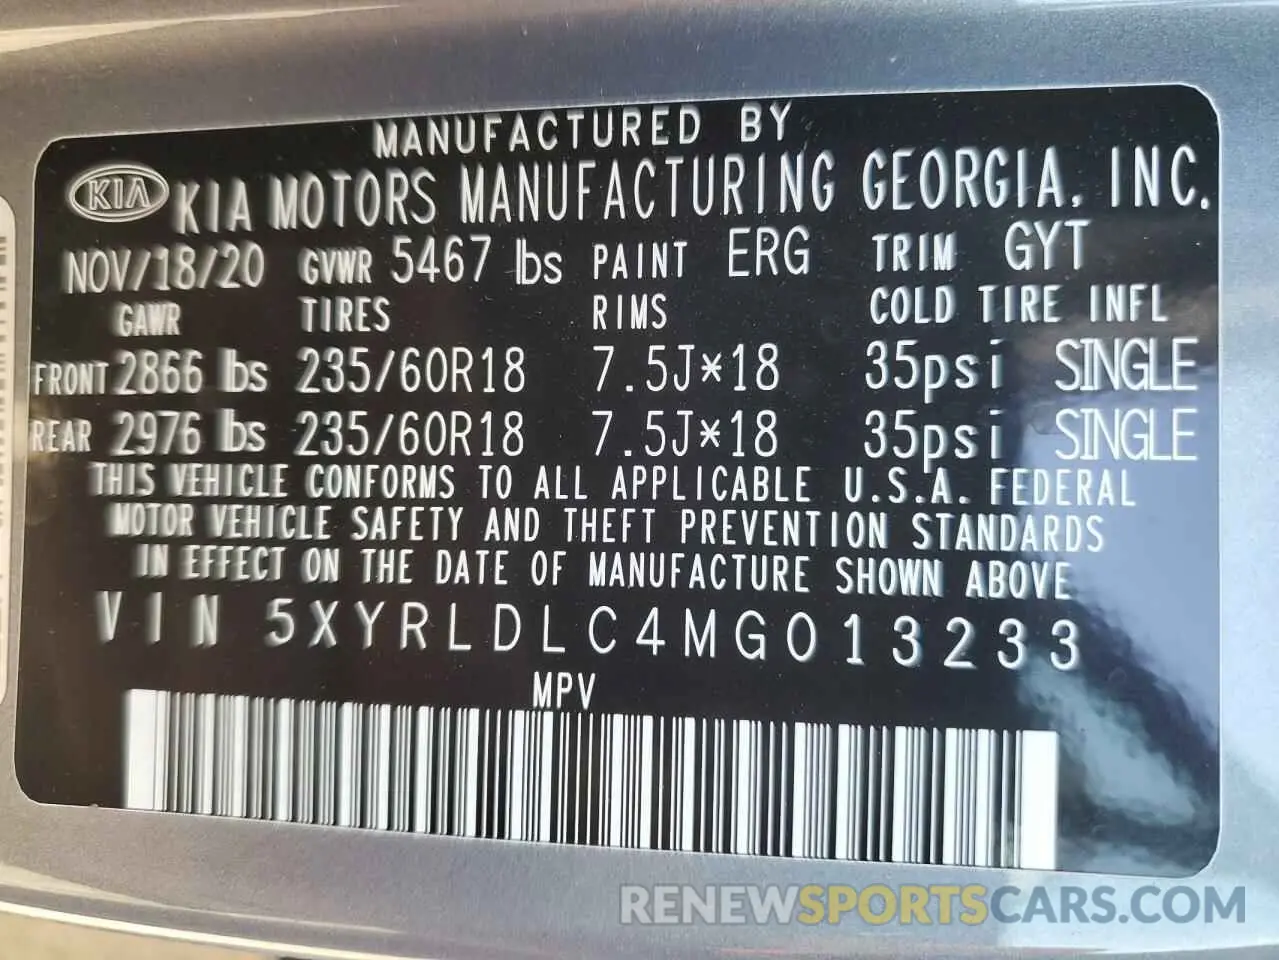 MANUFACTURED BY
KIA KIA MOTORS MANUFACTURING GEORGIA, INC.
NOV/18/20 GVWR 5467 lbs PAINT ERG TRIM GYT
GAWR TIRES RIMS COLD TIRE INFL
FRONT 2866 lbs 235/60R18 7.5J*18 35psi SINGLE
REAR 2976 lbs 235/60R18 7.5J*18 35psi SINGLE
THIS VEHICLE CONFORMS TO ALL APPLICABLE U.S.A. FEDERAL
MOTOR VEHICLE SAFETY AND THEFT PREVENTION STANDARDS
IN EFFECT ON THE DATE OF MANUFACTURE SHOWN ABOVE
VIN 5XYRLDLC4MG013233
MPV
RENEWSPORTSCARS.COM